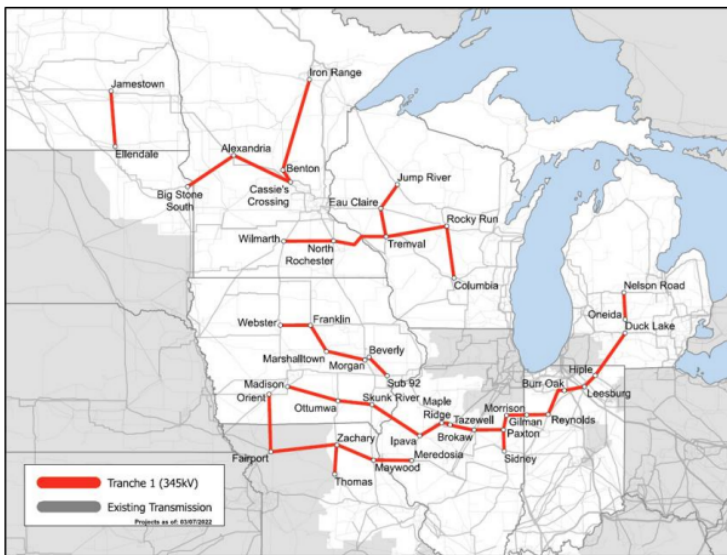 Iron Range
Jamestown
Ellendale
Alexandria
Benton
Big Stone
South
Cassie's
Crossing
Jump River
Eau Claire
Rocky Run
Wilmarth
North
Rochester
Tremval
Columbia
Nelson Road
Oneida
Duck Lake
Webster
Franklin
Marshalltown
Beverly
Morgan
Sub 92
Hiple
Burr Oak
Leesburg
Madison
Orient
Ottumwa
Skunk River
Maple
Ridge
Tazewell
Morrison
Gilman
Paxton
Reynolds
Ipava
Brokaw
Sidney
Zachary
Fairport
Maywood
Meredosia
Thomas
Tranche 1 (345kV)
Existing Transmission
Projects as of: 03/07/2022